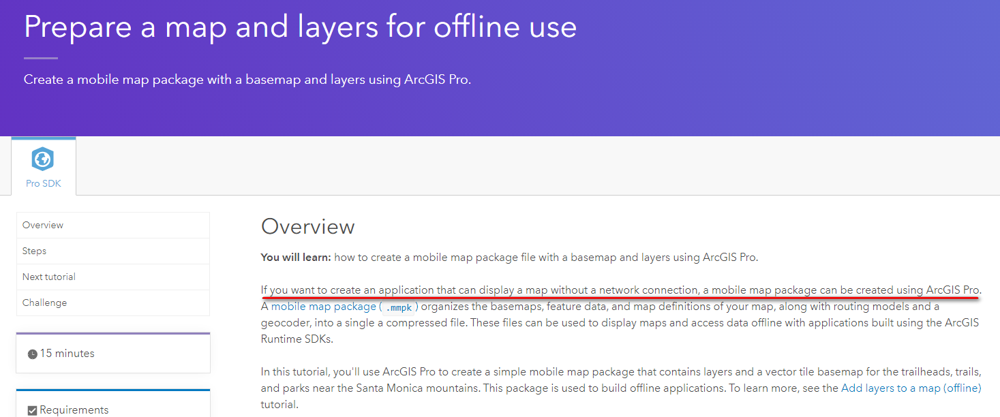 Prepare a map and layers for offline use
Create a mobile map package with a basemap and layers using ArcGIS Pro.
Pro SDK
Overview
Steps
Next tutorial
Challenge
15 minutes
Requirements
Overview
You will learn: how to create a mobile map package file with a basemap and layers using ArcGIS Pro.
If you want to create an application that can display a map without a network connection, a mobile map package can be created using ArcGIS Pro.
A mobile map package (.mmpk) organizes the basemaps, feature data, and map definitions of your map, along with routing models and a
geocoder, into a single a compressed file. These files can be used to display maps and access data offline with applications built using the ArcGIS
Runtime SDKs.
In this tutorial, you'll use ArcGIS Pro to create a simple mobile map package that contains layers and a vector tile basemap for the trailheads, trails,
and parks near the Santa Monica mountains. This package is used to build offline applications. To learn more, see the Add layers to a map (offline)
tutorial.